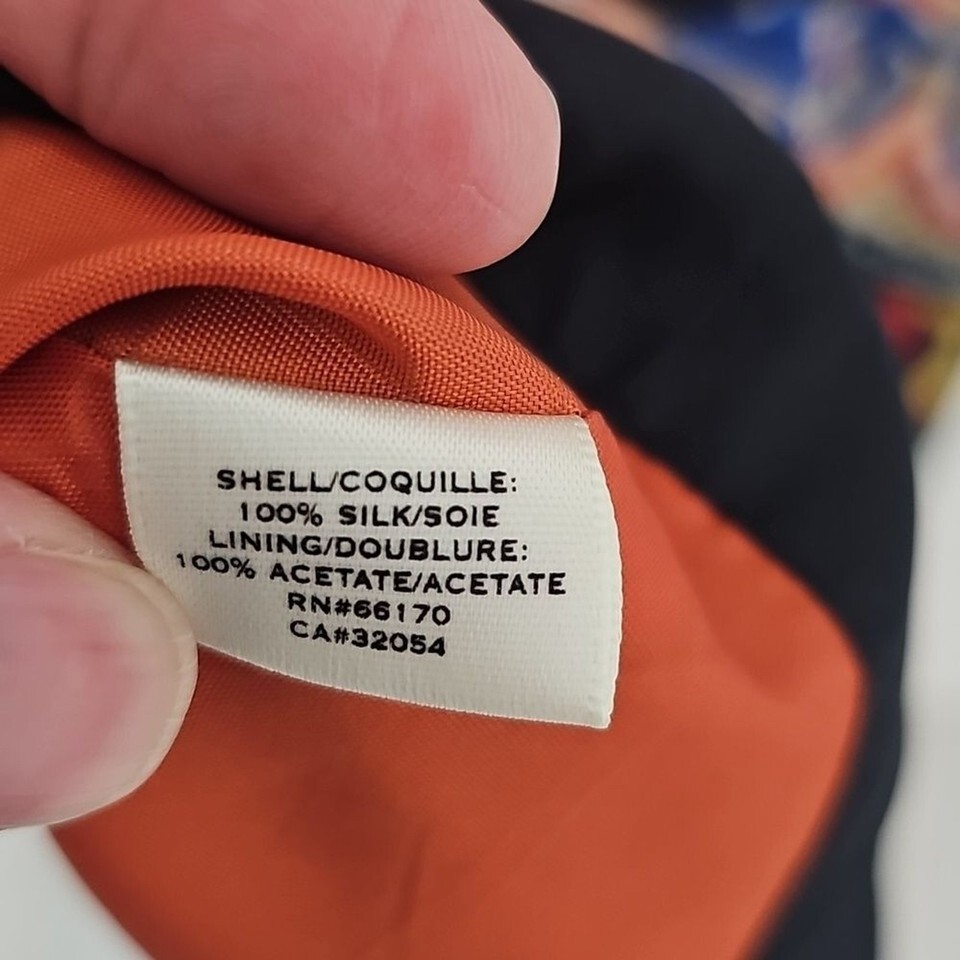 SHELL/COQUILLE:
100% SILK/SOIE
LINING/DOUBLURE:
100% ACETATE/ACETATE
RN#66170
CA#32054